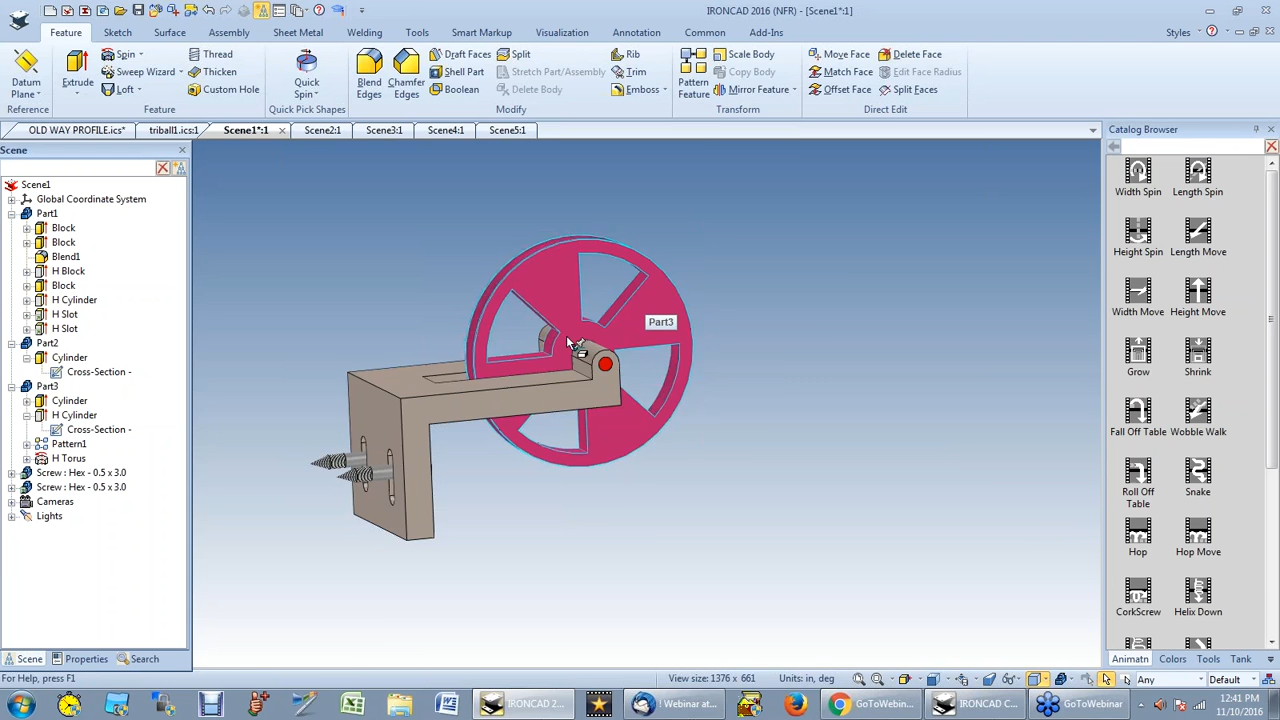 IRONCAD 2016 (NFR) - [Scene1*:1]
Feature Sketch Surface Assembly Sheet Metal Welding Tools Smart Markup Visualization Annotation Common Add-Ins Styles
Datum Plane
Reference
Extrude
Spin
Sweep Wizard
Loft
Thread
Thicken
Custom Hole
Feature
Quick Spin
Quick Pick Shapes
Blend Edges
Chamfer Edges
Draft Faces
Shell Part
Boolean
Split
Stretch Part/Assembly
Delete Body
Rib
Trim
Emboss
Modify
Pattern Feature
Scale Body
Copy Body
Mirror Feature
Transform
Move Face
Match Face
Offset Face
Delete Face
Edit Face Radius
Split Faces
Direct Edit
OLD WAY PROFILE.ics* triball1.ics:1 Scene1*:1 Scene2:1 Scene3:1 Scene4:1 Scene5:1
Scene
Scene1
Global Coordinate System
Part1
Block
Block
Blend1
H Block
Block
H Cylinder
H Slot
H Slot
Part2
Cylinder
Cross-Section -
Part3
Cylinder
H Cylinder
Cross-Section -
Pattern1
H Torus
Screw : Hex - 0.5 x 3.0
Screw : Hex - 0.5 x 3.0
Cameras
Lights
Scene Properties Search
Part3
Catalog Browser
Width Spin Length Spin
Height Spin Length Move
Width Move Height Move
Grow Shrink
Fall Off Table Wobble Walk
Roll Off Table Snake
Hop Hop Move
CorkScrew Helix Down
Animatn Colors Tools Tank
For Help, press F1
View size: 1376 x 661 Units: in, deg
Any Default
IRONCAD 2... ! Webinar at... GoToWebin... IRONCAD C... GoToWebin...
12:41 PM
11/10/2016